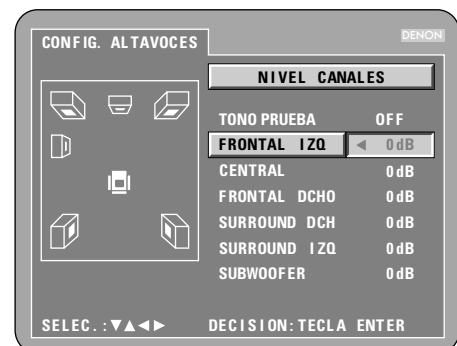 CONFIG. ALTAVOCES
DENON
NIVEL CANALES
TONO PRUEBA OFF
FRONTAL IZQ ◄ 0dB
CENTRAL 0dB
FRONTAL DCHO 0dB
SURROUND DCH 0dB
SURROUND IZQ 0dB
SUBWOOFER 0dB
SELEC.:▼▲◄► DECISION:TECLA ENTER